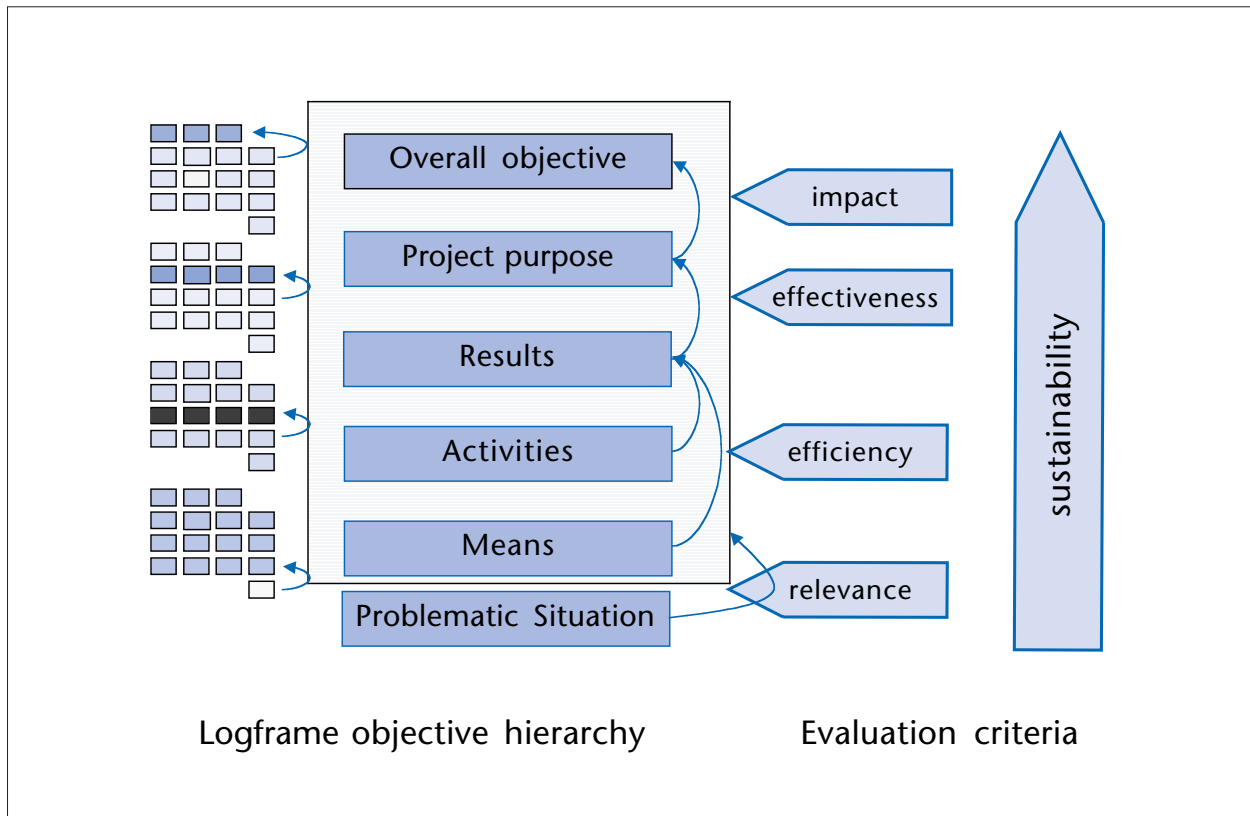 Overall objective
Project purpose
Results
Activities
Means
Problematic Situation
impact
effectiveness
efficiency
relevance
sustainability
Logframe objective hierarchy
Evaluation criteria